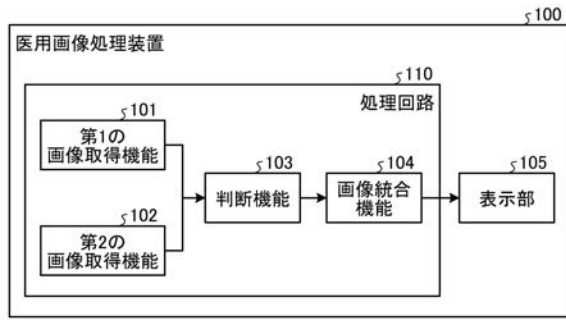 100
医用画像処理装置
110
処理回路
101
第1の
画像取得機能
103
判断機能
104
画像統合
機能
105
表示部
102
第2の
画像取得機能